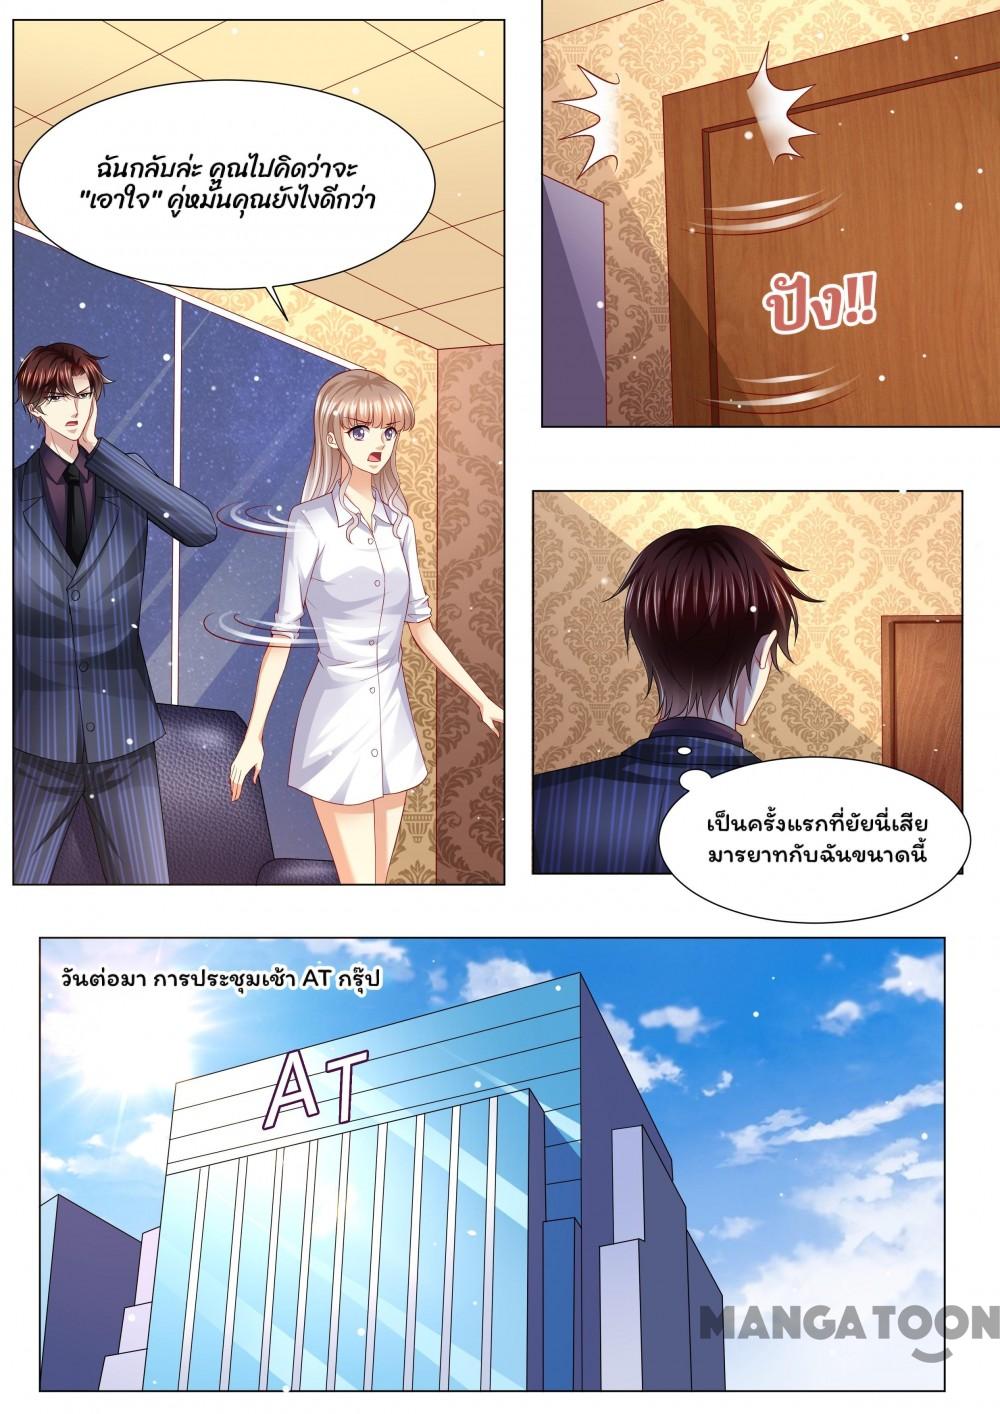 ฉันกลับล่ะ คุณไปคิดว่าจะ
"เอาใจ" คู่หมั้นคุณยังไงดีกว่า
ปัง!!
เป็นครั้งแรกที่ยัยนี่เสีย
มารยาทกับฉันขนาดนี้
วันต่อมา การประชุมเช้า AT กรุ๊ป
AT
MANGATOON